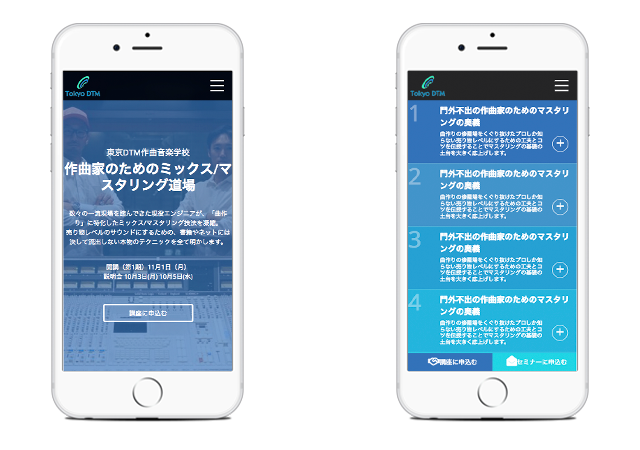 Tokyo DTM
東京DTM作曲音楽学校
作曲家のためのミックス/マ
スタリング道場
数々の一流現場を踏んできた現役エンジニアが、「曲作
り」に特化したミックス/マスタリング技法を凝縮。
売り物レベルのサウンドにするための、書籍やネットには
決して流出しない本物のテクニックを全て明かします。
開講（第1期）11月1日（月）
説明会 10月3日(月) 10月5日(水)
講座に申込む
Tokyo DTM
1
門外不出の作曲家のためのマスタリ
ングの奥義
曲作りの修羅場をくぐり抜けたプロしか知
らない売り物レベルにするための工夫とコ
ツを伝授することでマスタリングの基礎の
土台を大きく底上げします。
2
門外不出の作曲家のためのマスタリ
ングの奥義
曲作りの修羅場をくぐり抜けたプロしか知
らない売り物レベルにするための工夫とコ
ツを伝授することでマスタリングの基礎の
土台を大きく底上げします。
3
門外不出の作曲家のためのマスタリ
ングの奥義
曲作りの修羅場をくぐり抜けたプロしか知
らない売り物レベルにするための工夫とコ
ツを伝授することでマスタリングの基礎の
土台を大きく底上げします。
4
門外不出の作曲家のためのマスタリ
ングの奥義
曲作りの修羅場をくぐり抜けたプロしか知
らない売り物レベルにするための工夫とコ
ツを伝授することでマスタリングの基礎の
土台を大きく底上げします。
講座に申込む
セミナーに申込む